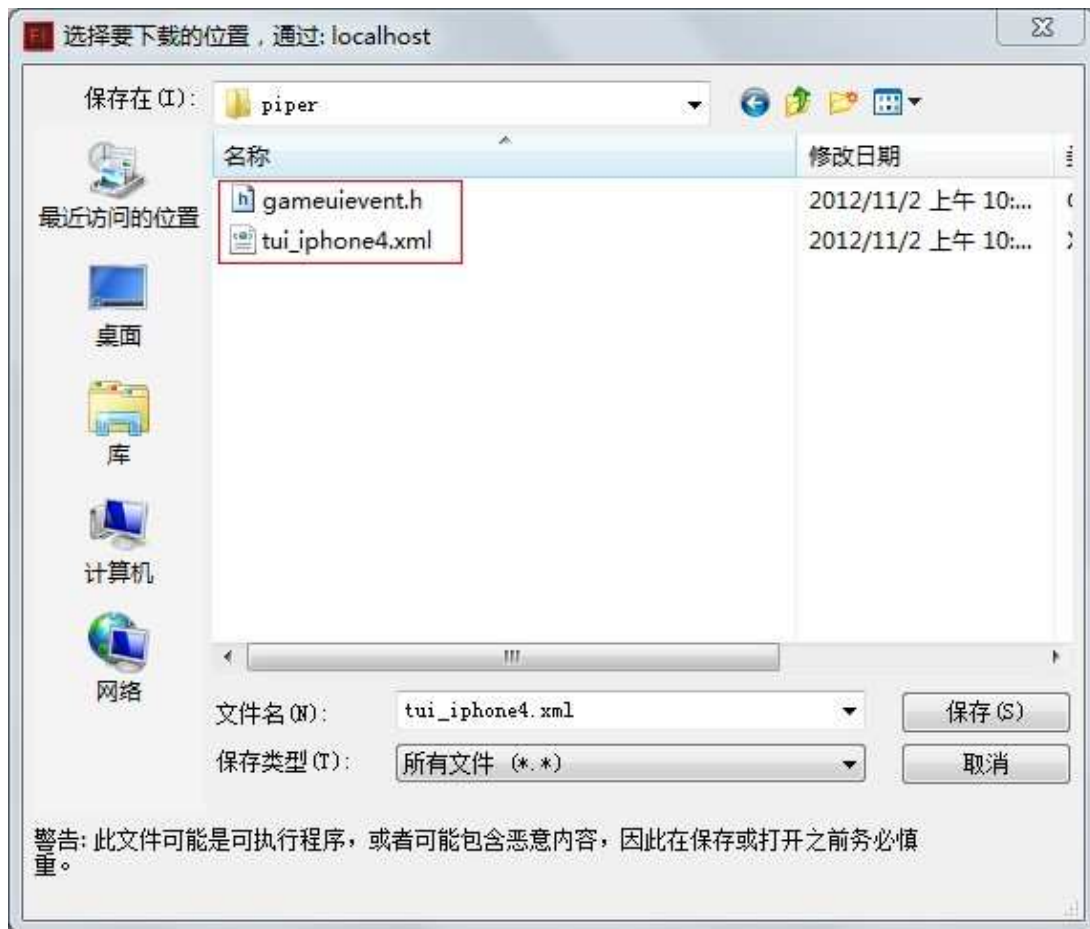 选择要下载的位置，通过: localhost
保存在(I):
piper
名称
修改日期
最近访问的位置
gameuievent.h
2012/11/2 上午 10:...
tui_iphone4.xml
2012/11/2 上午 10:...
桌面
库
计算机
网络
文件名(N):
tui_iphone4.xml
保存(S)
保存类型(T):
所有文件 (*.*)
取消
警告: 此文件可能是可执行程序，或者可能包含恶意内容，因此在保存或打开之前务必慎
重。